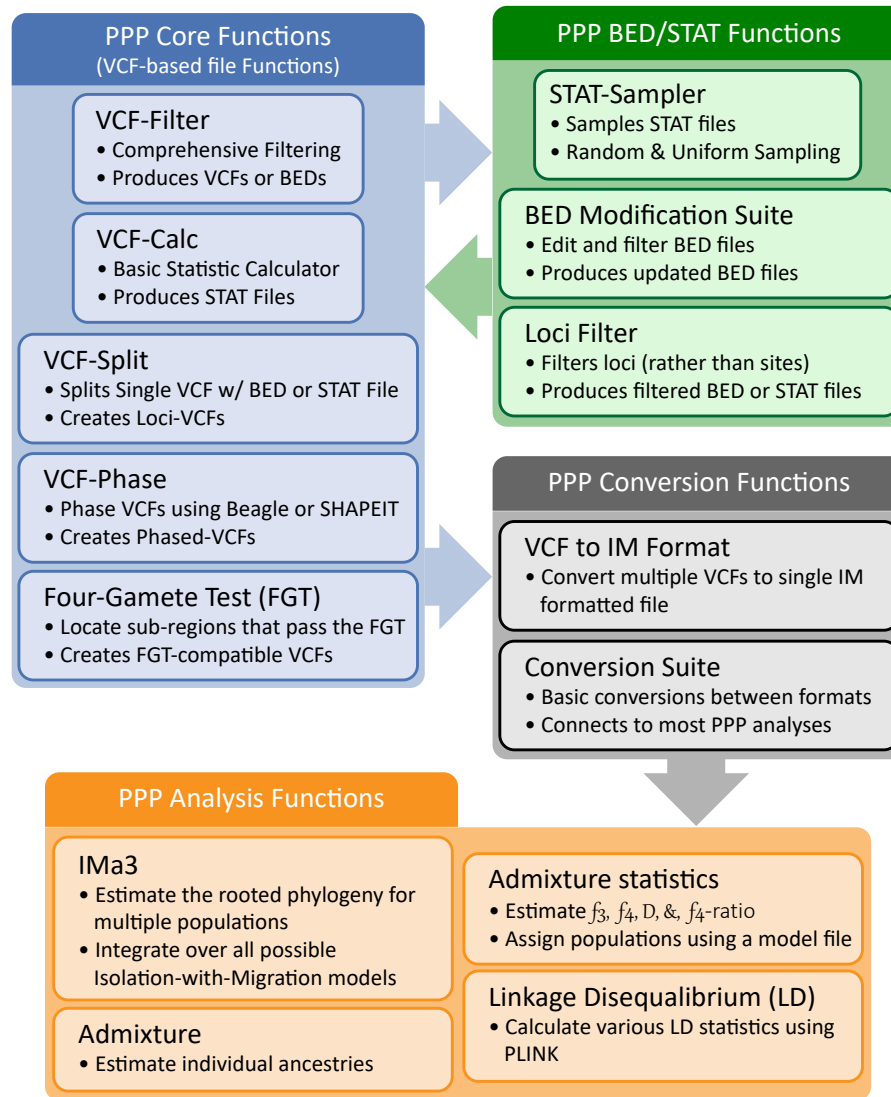 PPP Core Functions
(VCF-based file Functions)
VCF-Filter
• Comprehensive Filtering
• Produces VCFs or BEDs
VCF-Calc
• Basic Statistic Calculator
• Produces STAT Files
VCF-Split
• Splits Single VCF w/ BED or STAT File
• Creates Loci-VCFs
VCF-Phase
• Phase VCFs using Beagle or SHAPEIT
• Creates Phased-VCFs
Four-Gamete Test (FGT)
• Locate sub-regions that pass the FGT
• Creates FGT-compatible VCFs
PPP BED/STAT Functions
STAT-Sampler
• Samples STAT files
• Random & Uniform Sampling
BED Modification Suite
• Edit and filter BED files
• Produces updated BED files
Loci Filter
• Filters loci (rather than sites)
• Produces filtered BED or STAT files
PPP Conversion Functions
VCF to IM Format
• Convert multiple VCFs to single IM
formatted file
Conversion Suite
• Basic conversions between formats
• Connects to most PPP analyses
PPP Analysis Functions
IMa3
• Estimate the rooted phylogeny for
multiple populations
• Integrate over all possible
Isolation-with-Migration models
Admixture
• Estimate individual ancestries
Admixture statistics
• Estimate f3, f4, D, &, f4-ratio
• Assign populations using a model file
Linkage Disequalibrium (LD)
• Calculate various LD statistics using
PLINK